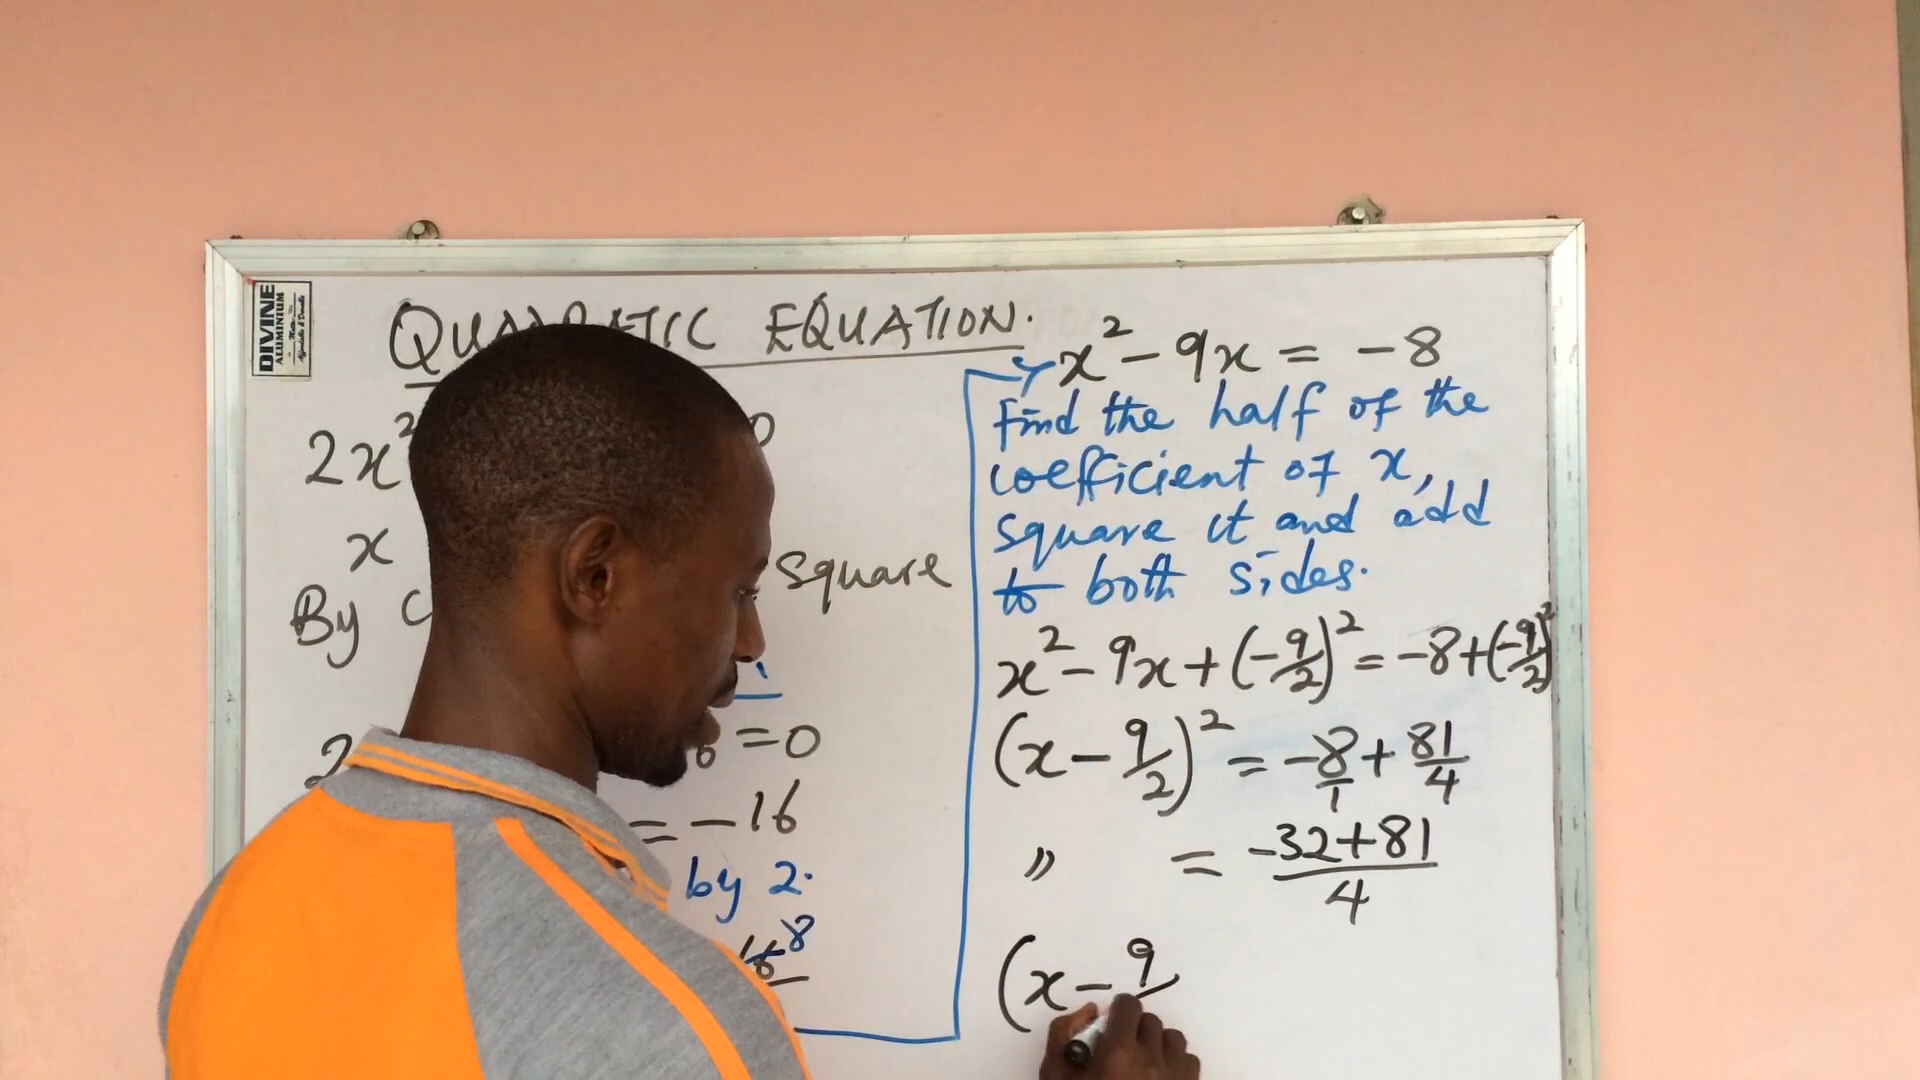 DIVINE
ALUMINIUM
QUADRATIC EQUATION.
2x²
x
By C Square
2 =0
= -16
by 2.
16 8
x² - 9x = -8
Find the half of the
coefficient of x,
square it and add
to both sides.
x² - 9x + (-9/2)² = -8 + (-9/2)²
(x - 9/2)² = -8/1 + 81/4
" = -32+81/4
(x - 9